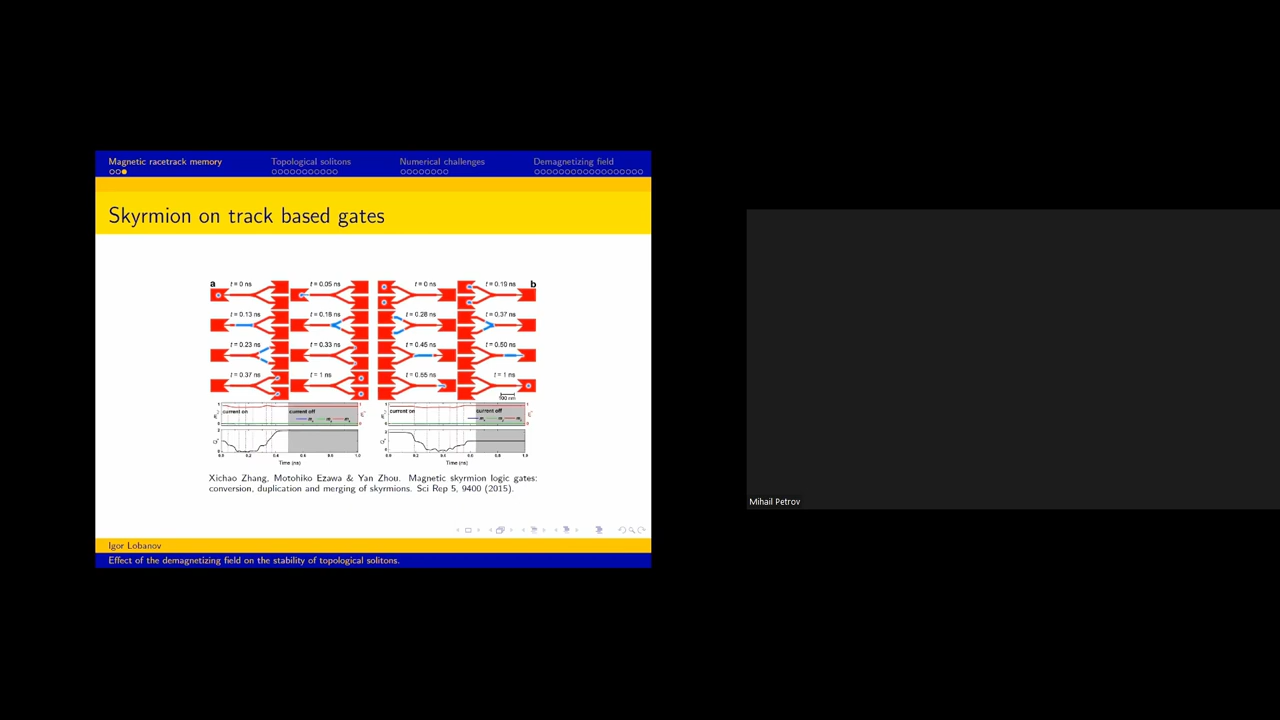 Magnetic racetrack memory Topological solitons Numerical challenges Demagnetizing field
Skyrmion on track based gates
a t = 0 ns t = 0.05 ns t = 0 ns t = 0.19 ns b
t = 0.13 ns t = 0.18 ns t = 0.28 ns t = 0.37 ns
t = 0.23 ns t = 0.33 ns t = 0.45 ns t = 0.50 ns
t = 0.37 ns t = 1 ns t = 0.55 ns t = 1 ns
100 nm
current on current off current on current off
Time (ns) Time (ns)
Xichao Zhang, Motohiko Ezawa & Yan Zhou. Magnetic skyrmion logic gates:
conversion, duplication and merging of skyrmions. Sci Rep 5, 9400 (2015).
Mihail Petrov
Igor Lobanov
Effect of the demagnetizing field on the stability of topological solitons.